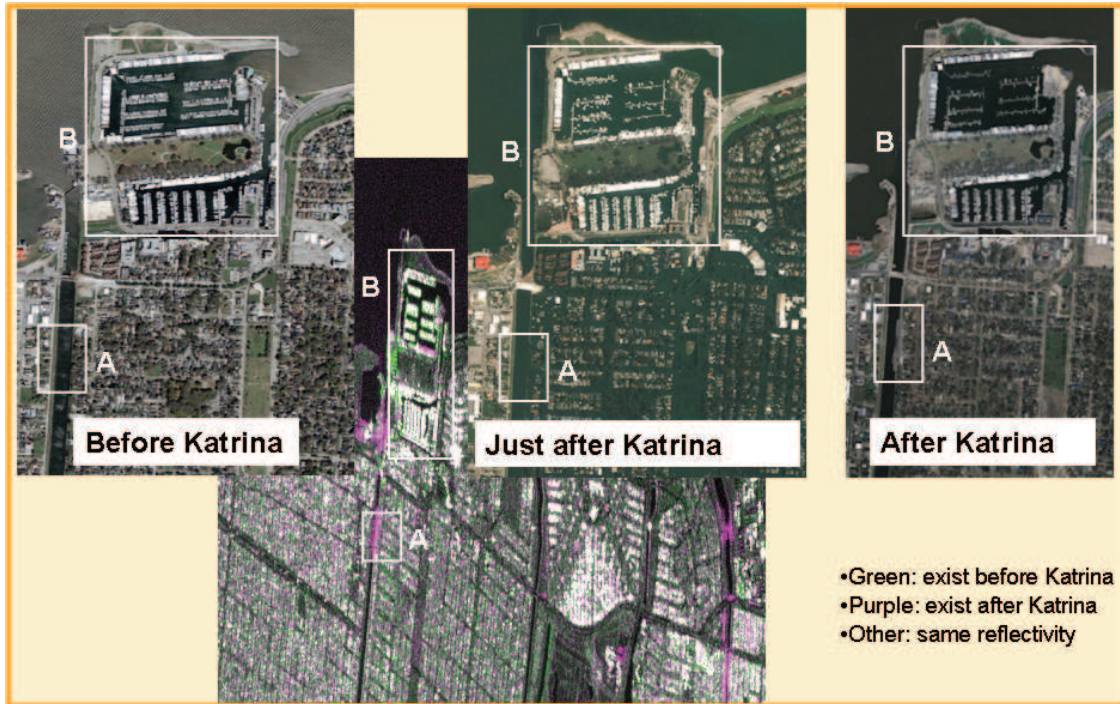 B
B
B
B
A
A
A
Before Katrina
Just after Katrina
After Katrina
A
•Green: exist before Katrina
•Purple: exist after Katrina
•Other: same reflectivity